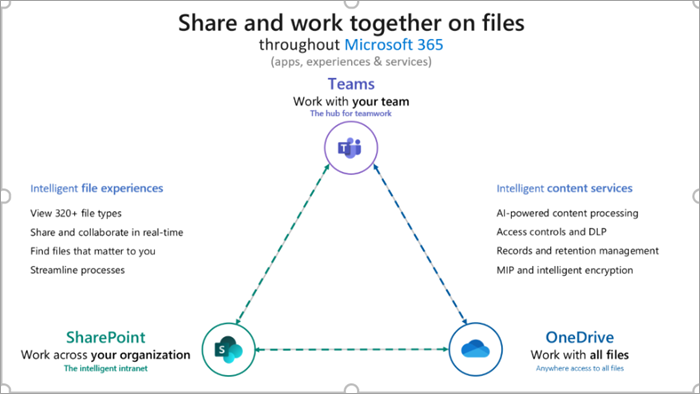 Share and work together on files
throughout Microsoft 365
(apps, experiences & services)
Teams
Work with your team
The hub for teamwork
T
Intelligent file experiences
View 320+ file types
Share and collaborate in real-time
Find files that matter to you
Streamline processes
Intelligent content services
AI-powered content processing
Access controls and DLP
Records and retention management
MIP and intelligent encryption
SharePoint
Work across your organization
The intelligent intranet
S
OneDrive
Work with all files
Anywhere access to all files